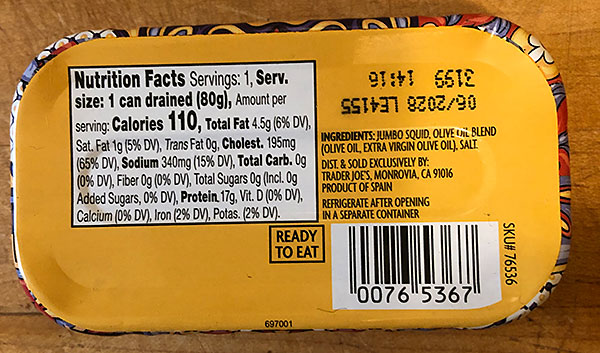 Nutrition Facts Servings: 1, Serv.
size: 1 can drained (80g), Amount per
serving: Calories 110, Total Fat 4.5g (6% DV),
Sat. Fat 1g (5% DV), Trans Fat 0g, Cholest. 195mg
(65% DV), Sodium 340mg (15% DV), Total Carb. 0g
(0% DV), Fiber 0g (0% DV), Total Sugars 0g (Incl. 0g
Added Sugars, 0% DV), Protein 17g, Vit. D (0% DV),
Calcium (0% DV), Iron (2% DV), Potas. (2% DV).
3199 14:16
06/2028 LE4155
INGREDIENTS: JUMBO SQUID, OLIVE OIL BLEND
(OLIVE OIL, EXTRA VIRGIN OLIVE OIL), SALT.
DIST. & SOLD EXCLUSIVELY BY:
TRADER JOE'S, MONROVIA, CA 91016
PRODUCT OF SPAIN
REFRIGERATE AFTER OPENING
IN A SEPARATE CONTAINER
READY
TO EAT
0076 5367
SKU# 76536
697001